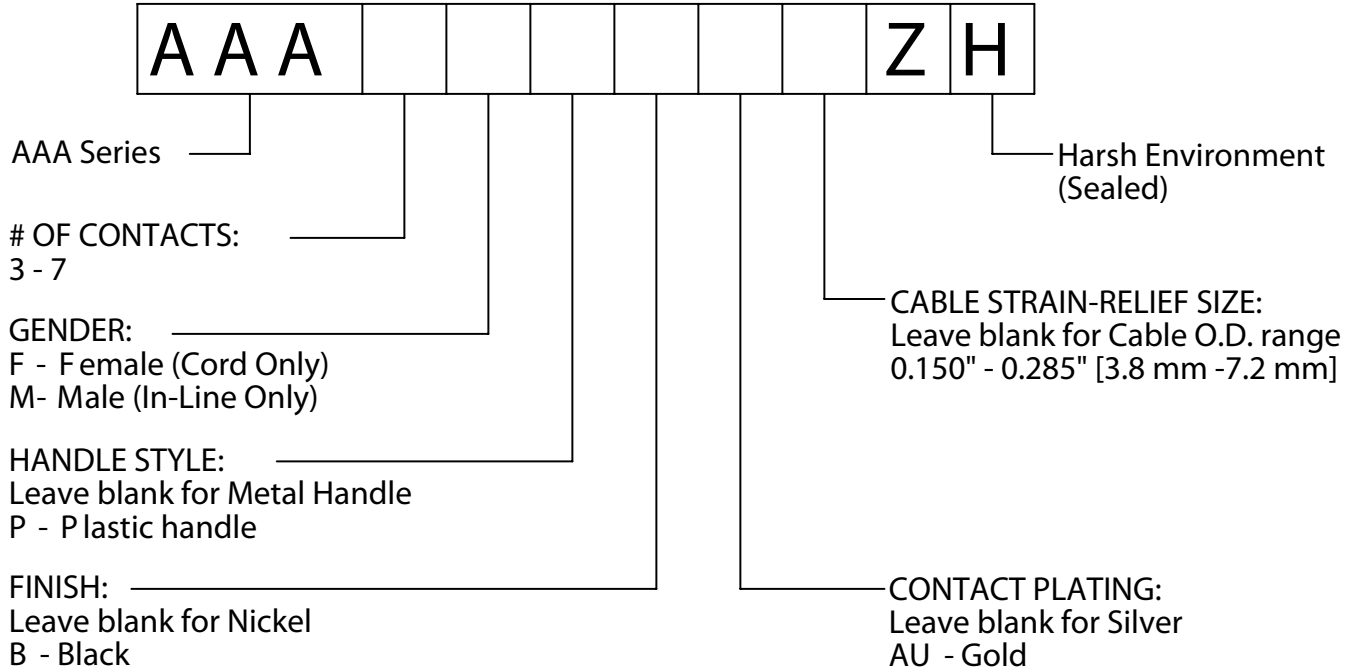 A A A Z H
AAA Series
Harsh Environment
(Sealed)
# OF CONTACTS:
3 - 7
GENDER:
F - Female (Cord Only)
M- Male (In-Line Only)
HANDLE STYLE:
Leave blank for Metal Handle
P - Plastic handle
FINISH:
Leave blank for Nickel
B - Black
CABLE STRAIN-RELIEF SIZE:
Leave blank for Cable O.D. range
0.150" - 0.285" [3.8 mm -7.2 mm]
CONTACT PLATING:
Leave blank for Silver
AU - Gold